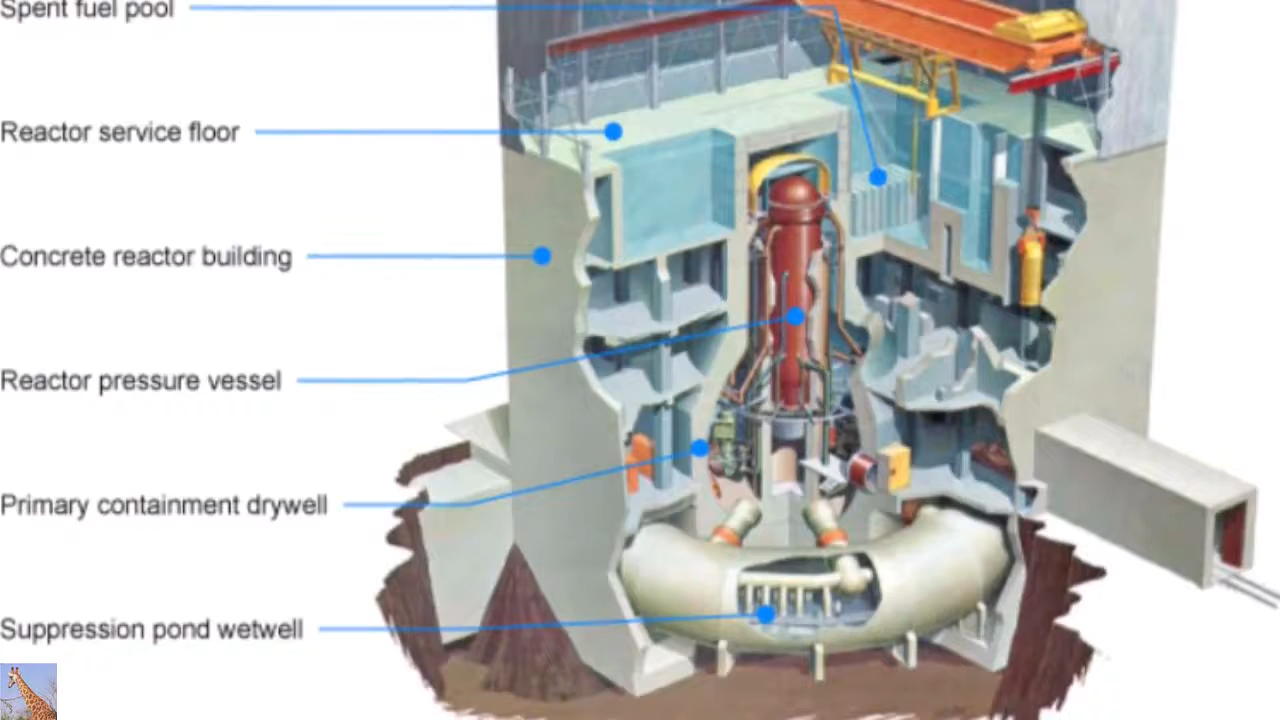 Spent fuel pool
Reactor service floor
Concrete reactor building
Reactor pressure vessel
Primary containment drywell
Suppression pond wetwell